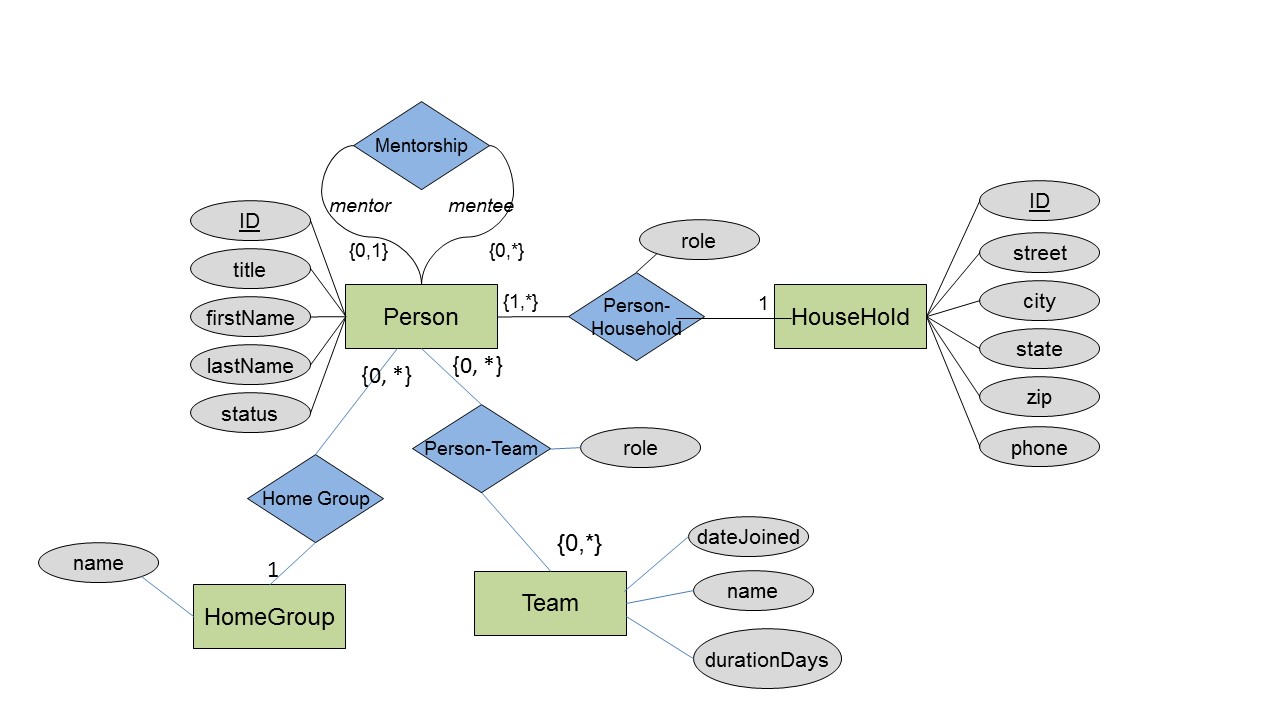 Mentorship
mentor
mentee
{0,1}
{0,*}
ID
title
firstName
lastName
status
Person
{1,*}
role
Person-
Household
1
HouseHold
ID
street
city
state
zip
phone
{0, *}
{0, *}
Person-Team
role
Home Group
{0,*}
1
name
HomeGroup
Team
dateJoined
name
durationDays